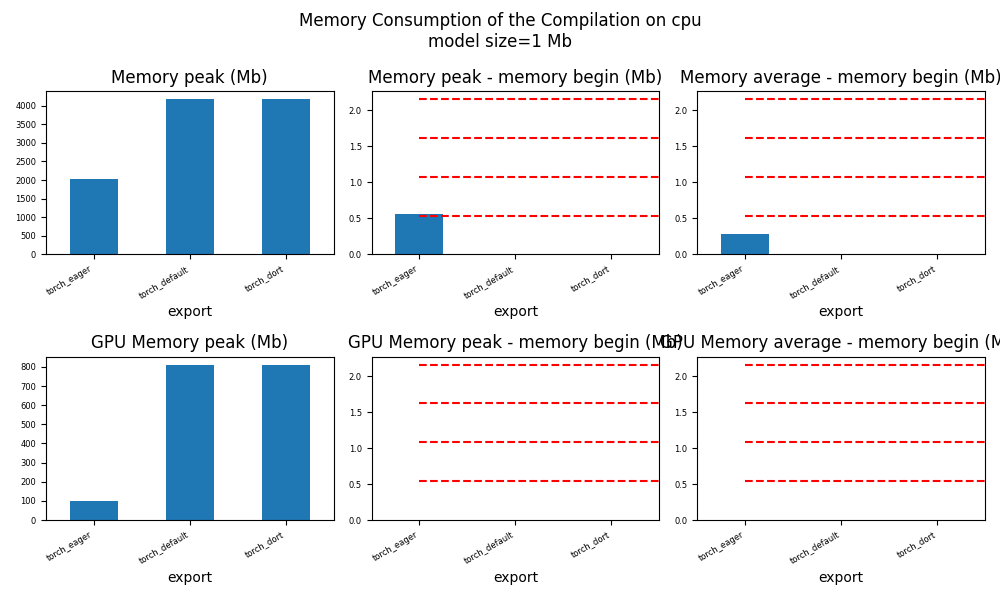 Memory Consumption of the Compilation on cpu
model size=1 Mb
Memory peak (Mb)
Memory peak - memory begin (Mb)
Memory average - memory begin (Mb)
4000
3500
3000
2500
2000
1500
1000
500
0
torch_eager
torch_default
torch_dort
export
2.0
1.5
1.0
0.5
0.0
torch_eager
torch_default
torch_dort
export
2.0
1.5
1.0
0.5
0.0
torch_eager
torch_default
torch_dort
export
GPU Memory peak (Mb)
GPU Memory peak - memory begin (Mb)
GPU Memory average - memory begin (M
800
700
600
500
400
300
200
100
0
torch_eager
torch_default
torch_dort
export
2.0
1.5
1.0
0.5
0.0
torch_eager
torch_default
torch_dort
export
2.0
1.5
1.0
0.5
0.0
torch_eager
torch_default
torch_dort
export